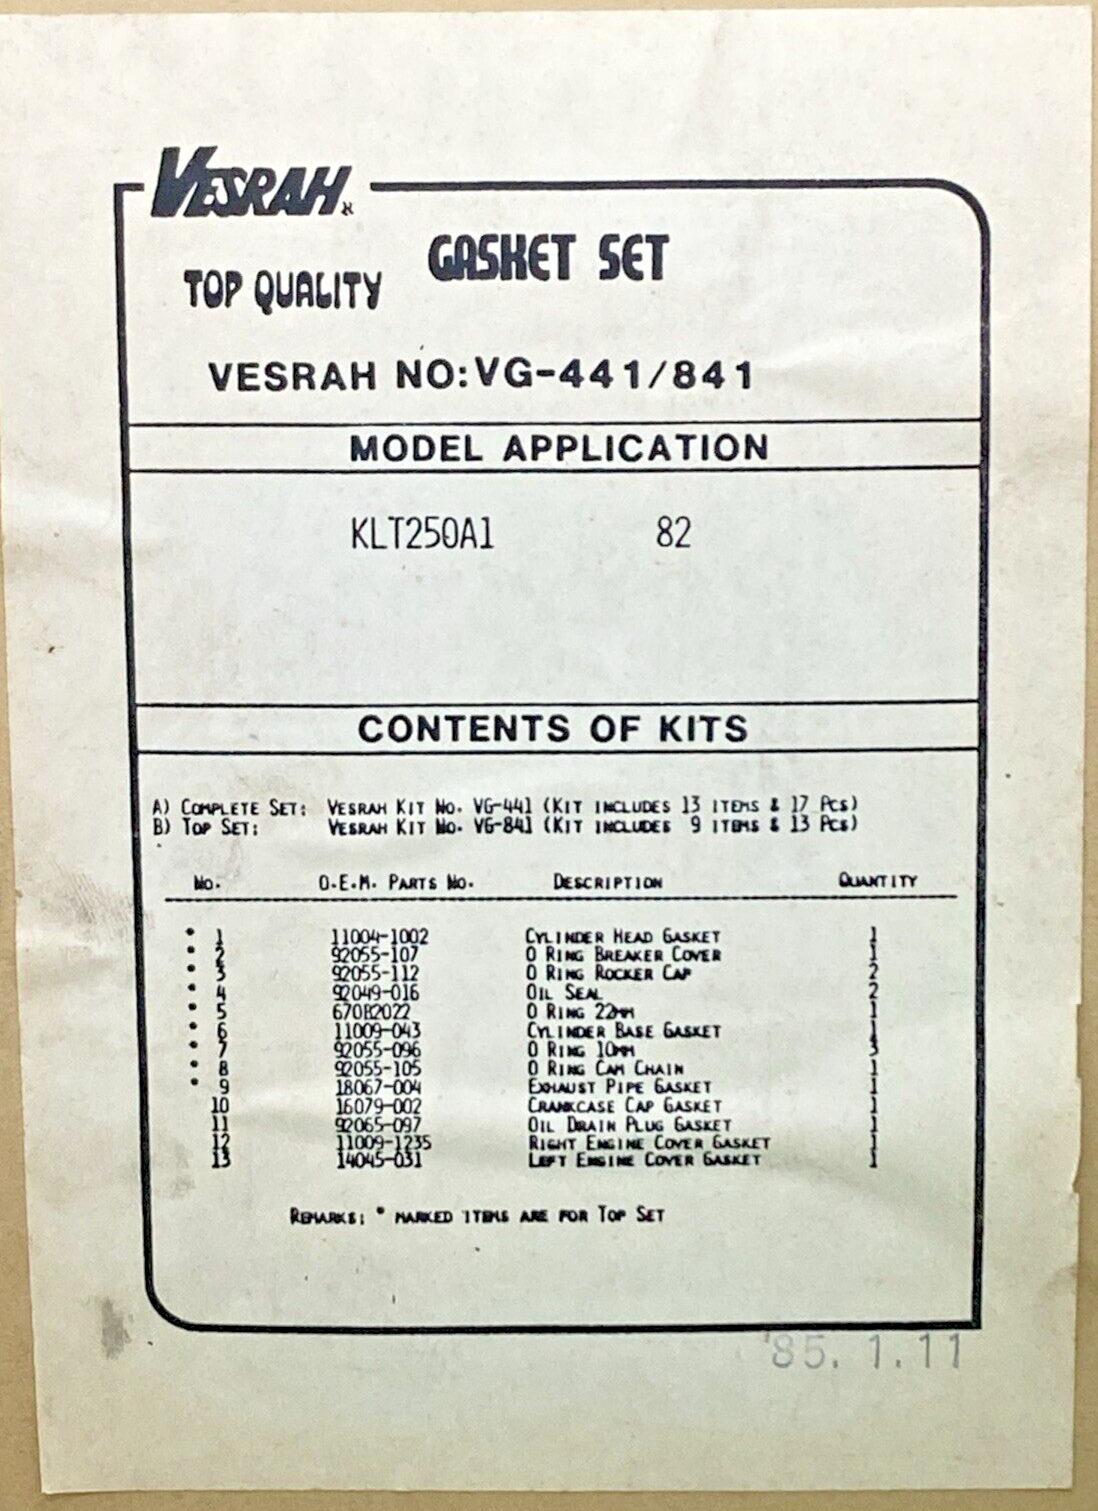 VESRAH
TOP QUALITY GASKET SET
VESRAH NO:VG-441/841
MODEL APPLICATION
KLT250A1 82
CONTENTS OF KITS
A) COMPLETE SET: VESRAH KIT NO. VG-441 (KIT INCLUDES 13 ITEMS & 17 PCS)
B) TOP SET: VESRAH KIT NO. VG-841 (KIT INCLUDES 9 ITEMS & 13 PCS)
NO. O.E.M. PARTS NO. DESCRIPTION QUANTITY
* 1 11004-1002 CYLINDER HEAD GASKET 1
* 2 92055-107 O RING BREAKER COVER 1
* 3 92055-112 O RING ROCKER CAP 2
* 4 92049-016 OIL SEAL 2
* 5 670B2022 O RING 22MM 1
* 6 11009-043 CYLINDER BASE GASKET 1
* 7 92055-096 O RING 10MM 3
* 8 92055-105 O RING CAM CHAIN 1
* 9 18067-004 EXHAUST PIPE GASKET 1
10 16079-002 CRANKCASE CAP GASKET 1
11 92065-097 OIL DRAIN PLUG GASKET 1
12 11009-1235 RIGHT ENGINE COVER GASKET 1
13 14045-031 LEFT ENGINE COVER GASKET 1
REMARKS: * MARKED ITEMS ARE FOR TOP SET
'85. 1. 11